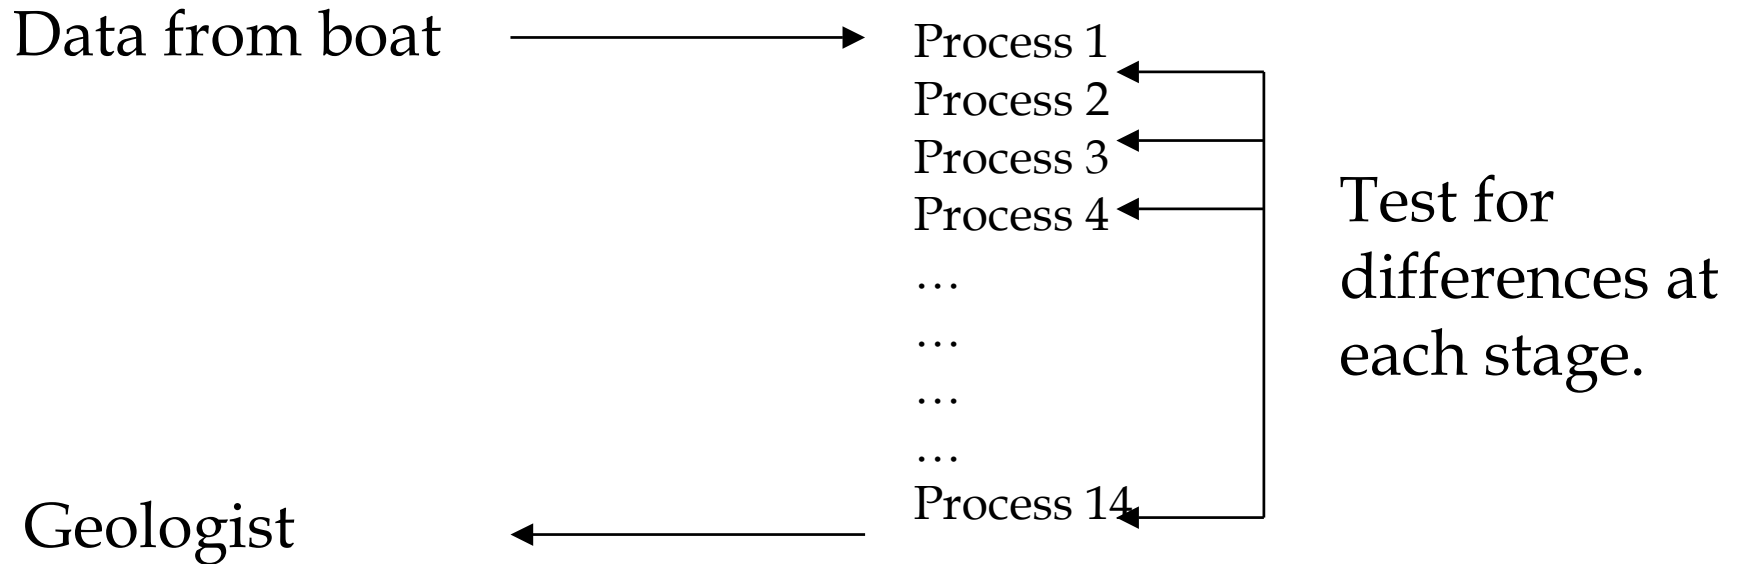 Data from boat
Process 1
Process 2
Process 3
Process 4
…
…
…
…
Process 14
Test for
differences at
each stage.
Geologist